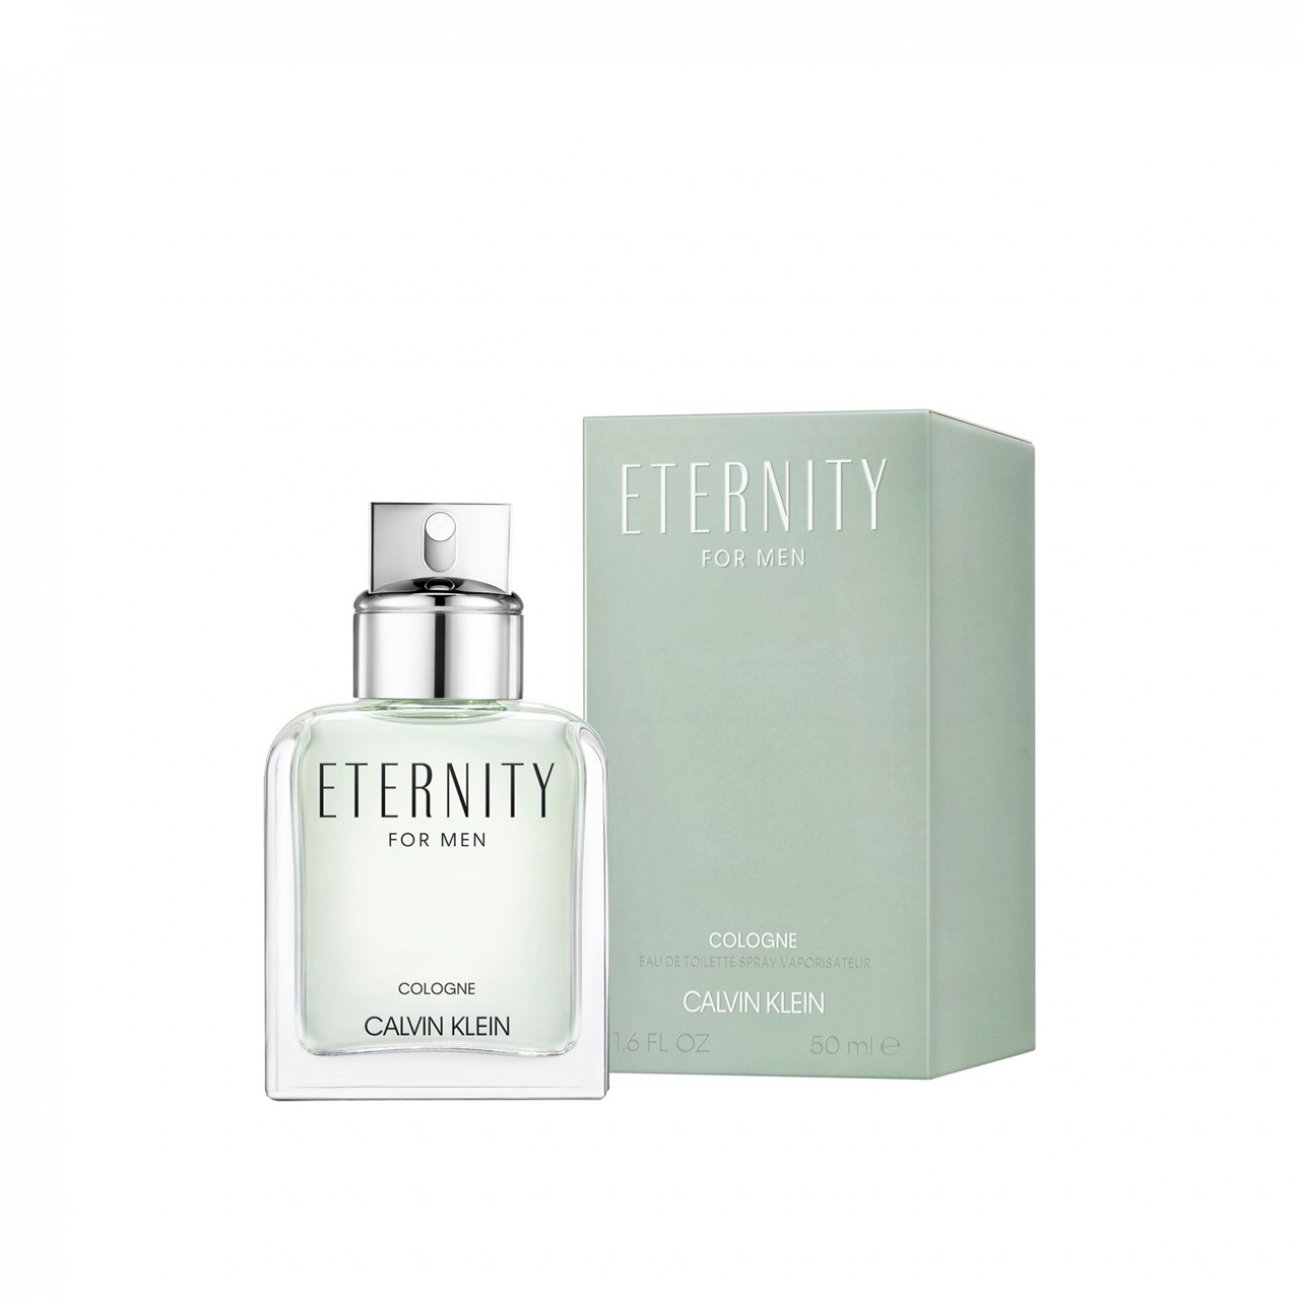 ETERNITY
FOR MEN
COLOGNE
CALVIN KLEIN
ETERNITY
FOR MEN
COLOGNE
EAU DE TOILETTE SPRAY VAPORISATEUR
CALVIN KLEIN
1.6 FL OZ 50 ml e